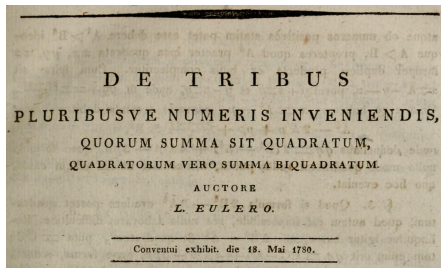 DE TRIBUS
PLURIBUSVE NUMERIS INVENIENDIS,
QUORUM SUMMA SIT QUADRATUM,
QUADRATORUM VERO SUMMA BIQUADRATUM.
AUCTORE
L. EULERO.
Conventui exhibit. die 18. Mai 1780.